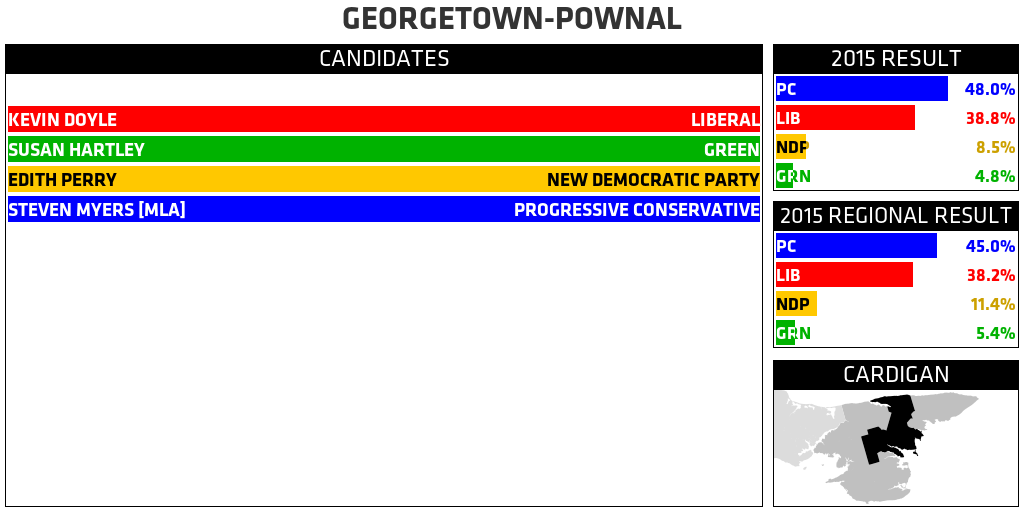 GEORGETOWN-POWNAL
CANDIDATES
KEVIN DOYLE LIBERAL
SUSAN HARTLEY GREEN
EDITH PERRY NEW DEMOCRATIC PARTY
STEVEN MYERS [MLA] PROGRESSIVE CONSERVATIVE
2015 RESULT
PC 48.0%
LIB 38.8%
NDP 8.5%
GRN 4.8%
2015 REGIONAL RESULT
PC 45.0%
LIB 38.2%
NDP 11.4%
GRN 5.4%
CARDIGAN